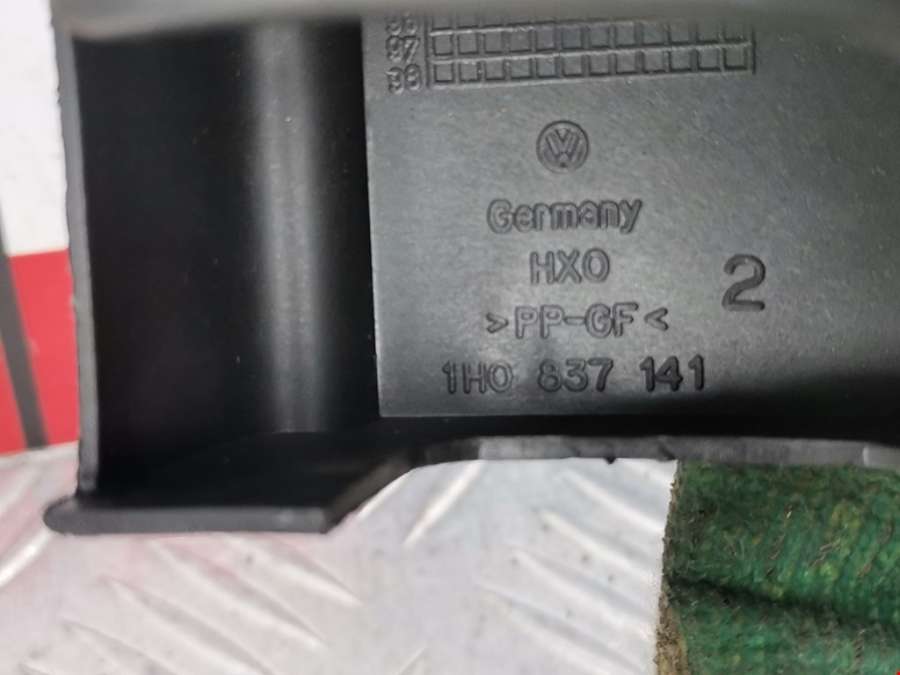 97
98
Germany
HXO
>PP-GF<
2
1H0 837 141